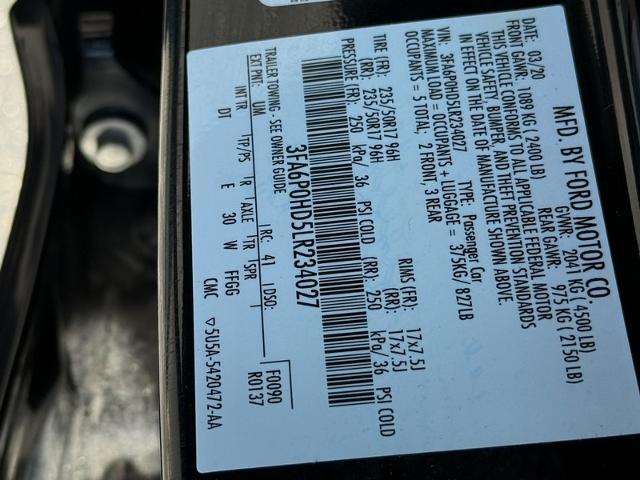 MFD. BY FORD MOTOR CO.
DATE: 03/20 GVWR: 2041 KG ( 4500 LB)
FRONT GAWR: 1089 KG ( 2400 LB) REAR GAWR: 975 KG ( 2150 LB)
THIS VEHICLE CONFORMS TO ALL APPLICABLE FEDERAL MOTOR
VEHICLE SAFETY, BUMPER, AND THEFT PREVENTION STANDARDS
IN EFFECT ON THE DATE OF MANUFACTURE SHOWN ABOVE.
VIN: 3FA6P0HD5LR234027 TYPE: Passenger Car
MAXIMUM LOAD = OCCUPANTS + LUGGAGE = 375KG/ 827LB
OCCUPANTS = 5 TOTAL; 2 FRONT, 3 REAR
TIRE (FR): 235/50R17 96H RIMS (FR): 17x7.5J
(RR): 235/50R17 96H (RR): 17x7.5J
PRESSURE (FR): 250 kPa/ 36 PSI COLD (RR): 250 kPa/ 36 PSI COLD
3FA6P0HD5LR234027
TRAILER TOWING - SEE OWNER GUIDE
EXT PNT: UM RC: 41 DSO: F0090
R0137
INT TR TP/PS R AXLE TR SPR
DT E 30 W FFGG
CMC ▽5U5A-5420472-AA